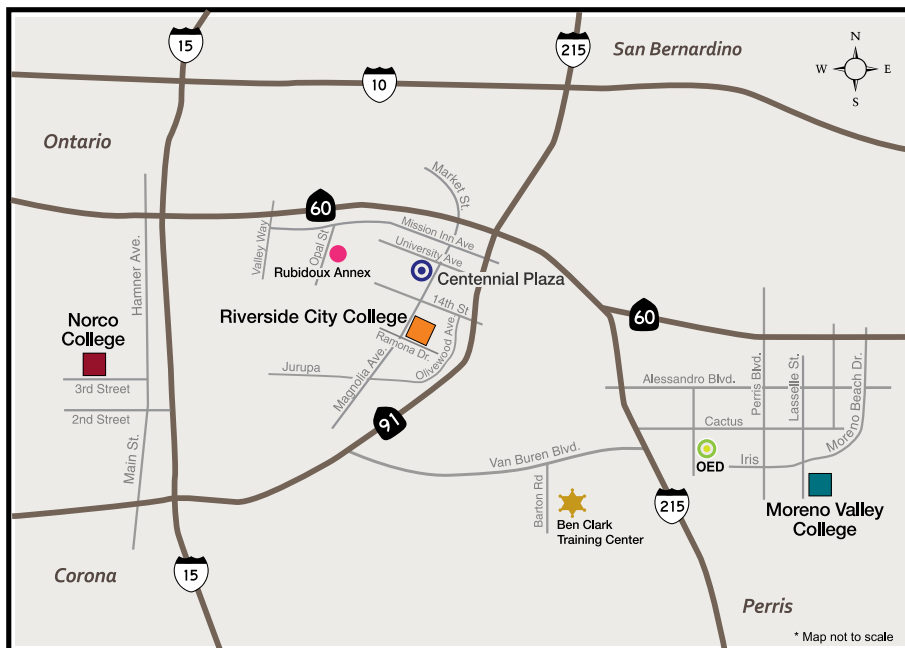 15
215
San Bernardino
N
W E
S
10
Ontario
Market St.
60
Mission Inn Ave
University Ave
Valley Way
Opal St
Rubidoux Annex
Centennial Plaza
Hamner Ave.
14th St
Riverside City College
60
Norco
College
Ramona Dr.
Olivewood Ave
Perris Blvd.
Lasselle St.
Moreno Beach Dr.
Jurupa
Magnolia Ave.
3rd Street
Alessandro Blvd.
2nd Street
91
Cactus
Main St.
Van Buren Blvd.
Iris
OED
Barton Rd
215
Ben Clark
Training Center
Moreno Valley
College
Corona
15
Perris
* Map not to scale